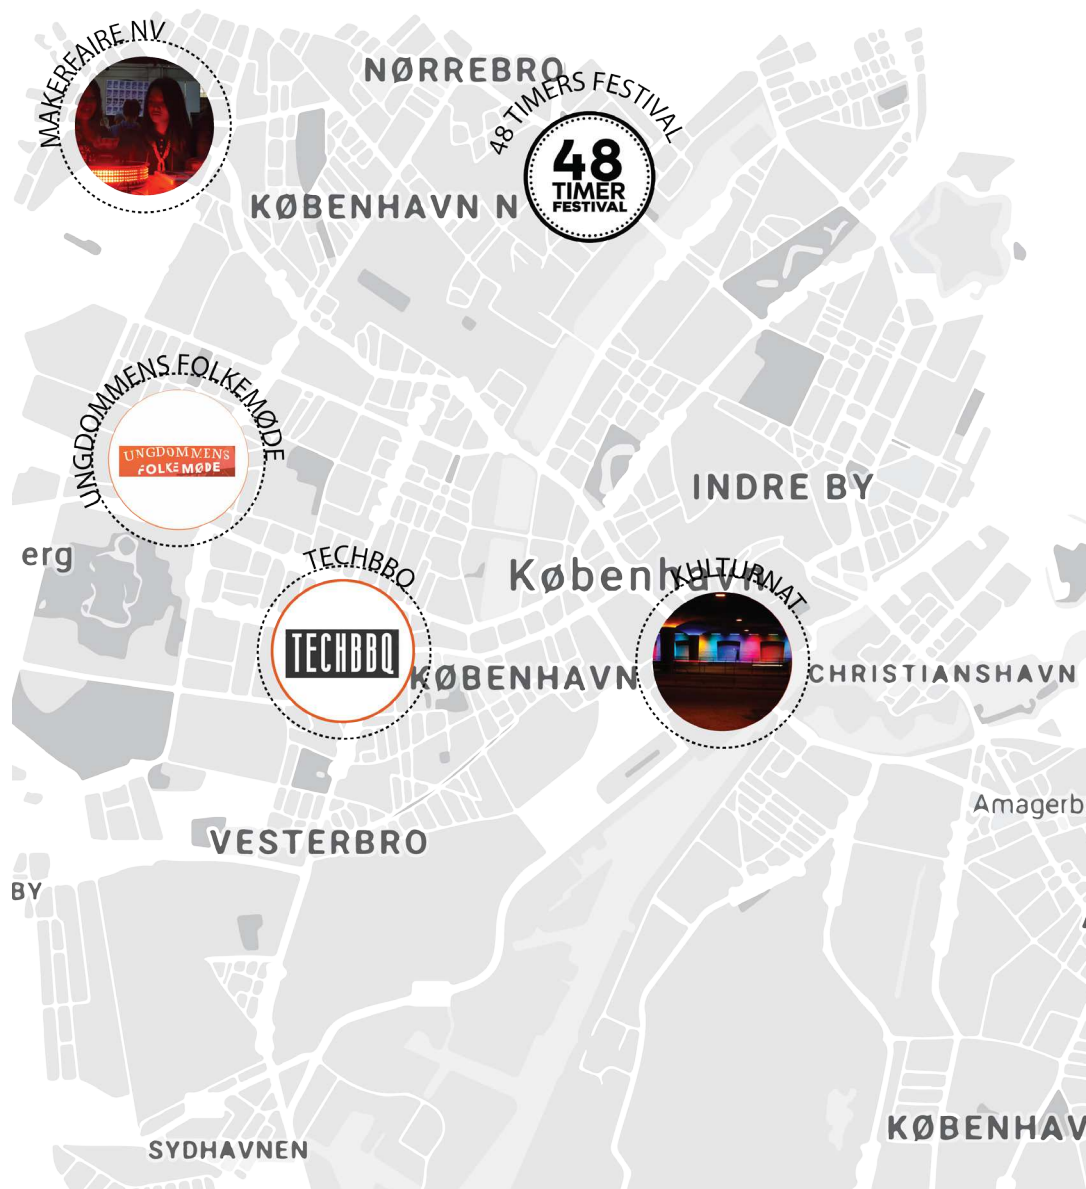 MAKERFAIRE NV
NØRREBRO
48 TIMERS FESTIVAL
48
TIMER
FESTIVAL
KØBENHAVN N
UNGDOMMENS FOLKEMØDE
UNGDOMMENS
FOLKEMØDE
INDRE BY
erg
TECHBBQ
TECHBBQ
København
KULTURNAT
KØBENHAVN
CHRISTIANSHAVN
Amagerb
VESTERBRO
BY
KØBENHAV
SYDHAVNEN